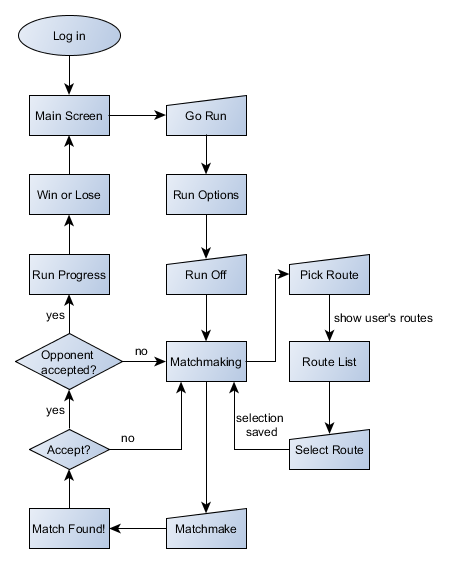 Log in
Main Screen
Go Run
Win or Lose
Run Options
Run Progress
Run Off
Pick Route
yes
show user's routes
Opponent
accepted?
no
Matchmaking
Route List
yes
selection
saved
Accept?
no
Select Route
Match Found!
Matchmake